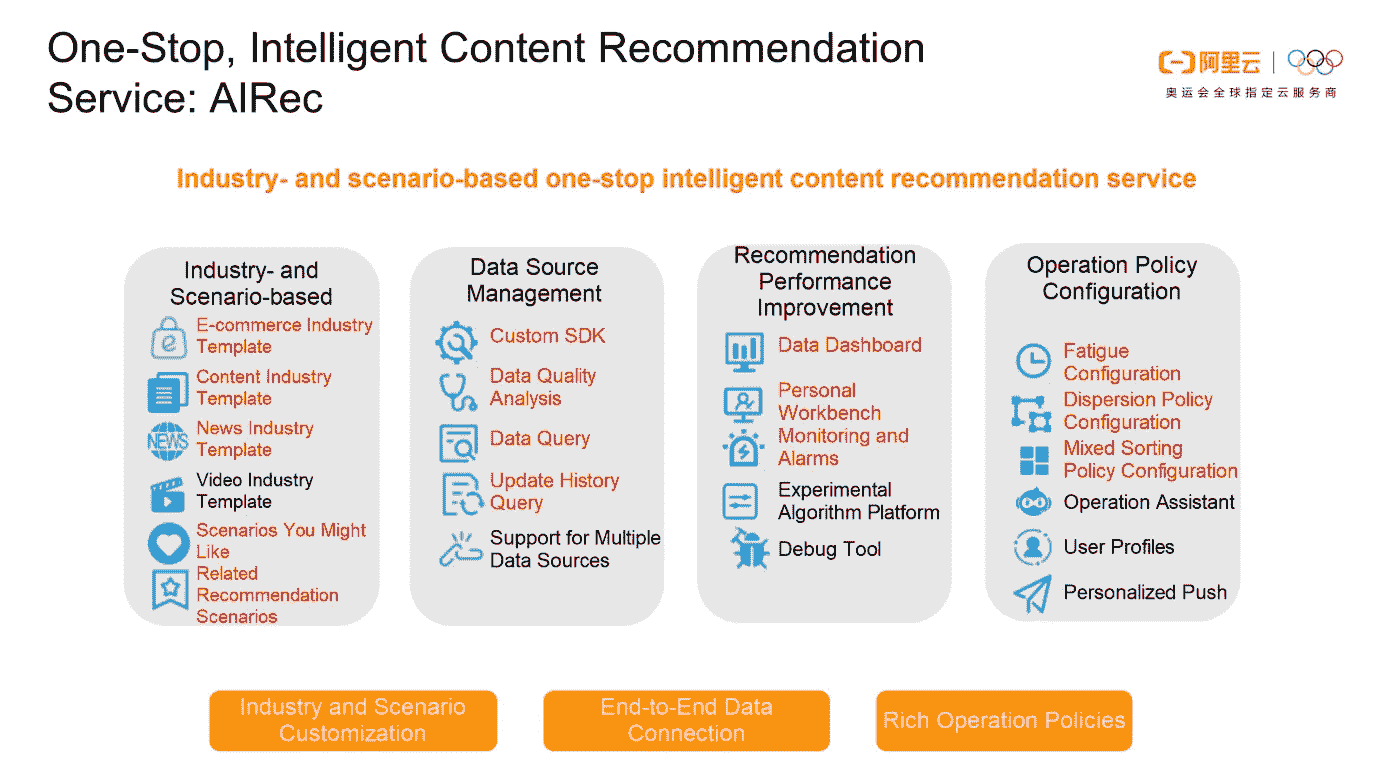 One-Stop, Intelligent Content Recommendation
Service: AIRec
阿里云
奥运会全球指定云服务商
Industry- and scenario-based one-stop intelligent content recommendation service
Industry- and
Scenario-based
E-commerce Industry
Template
Content Industry
Template
NEWS
News Industry
Template
Video Industry
Template
Scenarios You Might
Like
Related
Recommendation
Scenarios
Data Source
Management
Custom SDK
Data Quality
Analysis
Data Query
Update History
Query
Support for Multiple
Data Sources
Recommendation
Performance
Improvement
Data Dashboard
Personal
Workbench
Monitoring and
Alarms
Experimental
Algorithm Platform
Debug Tool
Operation Policy
Configuration
Fatigue
Configuration
Dispersion Policy
Configuration
Mixed Sorting
Policy Configuration
Operation Assistant
User Profiles
Personalized Push
Industry and Scenario
Customization
End-to-End Data
Connection
Rich Operation Policies